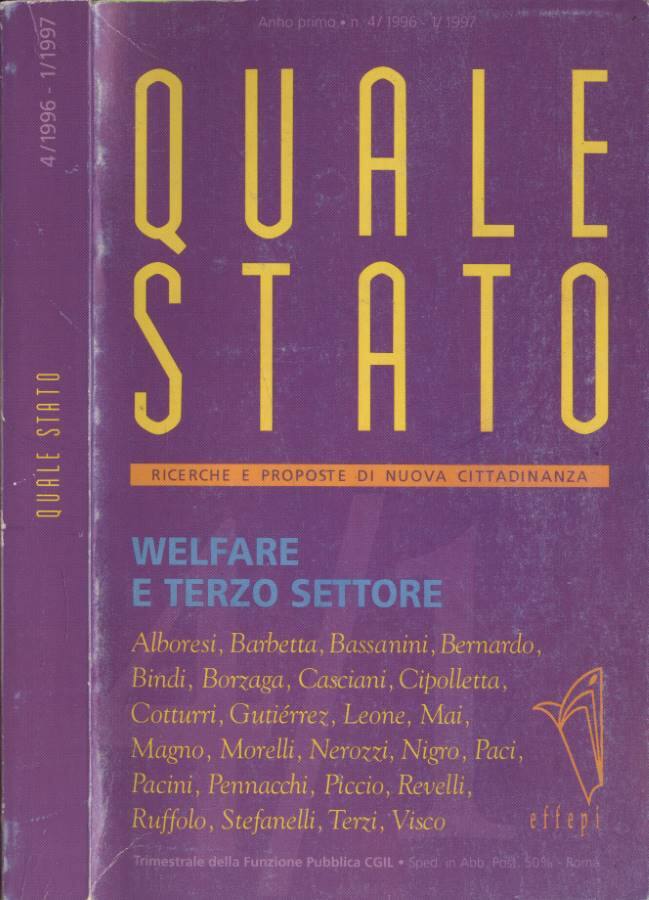 4/1996 - 1/1997
QUALE STATO
Anno primo • n. 4/1996 - 1/1997
QUALE
STATO
RICERCHE E PROPOSTE DI NUOVA CITTADINANZA
WELFARE
E TERZO SETTORE
Alboresi, Barbetta, Bassanini, Bernardo,
Bindi, Borzaga, Casciani, Cipolletta,
Cotturri, Gutiérrez, Leone, Mai,
Magno, Morelli, Nerozzi, Nigro, Paci,
Pacini, Pennacchi, Piccio, Revelli,
Ruffolo, Stefanelli, Terzi, Visco
effepi
Trimestrale della Funzione Pubblica CGIL • Sped. in Abb. Post. 50% - Roma